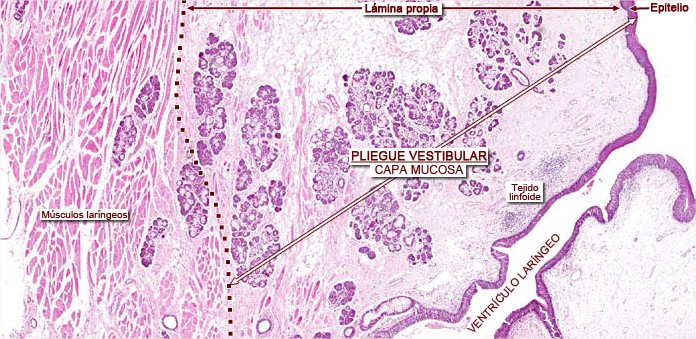 Lámina propia
Epitelio
PLIEGUE VESTIBULAR
CAPA MUCOSA
Tejido
linfoide
Músculos laríngeos
VENTRÍCULO LARÍNGEO